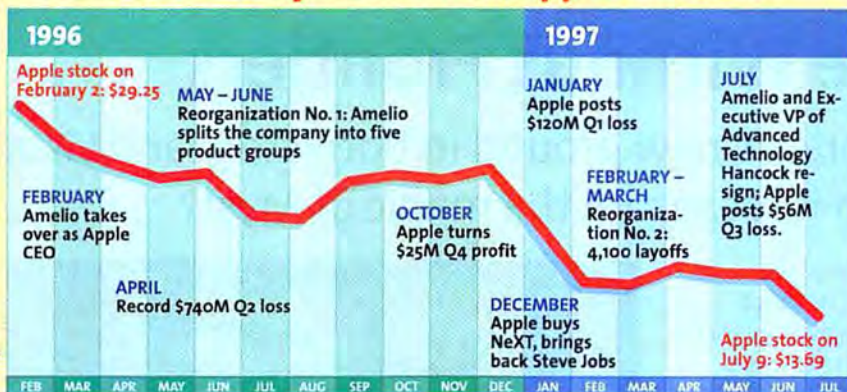 1996
1997
Apple stock on
February 2: $29.25
FEBRUARY
Amelio takes
over as Apple
CEO
APRIL
Record $740M Q2 loss
MAY – JUNE
Reorganization No. 1: Amelio
splits the company into five
product groups
OCTOBER
Apple turns
$25M Q4 profit
DECEMBER
Apple buys
NeXT, brings
back Steve Jobs
JANUARY
Apple posts
$120M Q1 loss
FEBRUARY –
MARCH
Reorganiza-
tion No. 2:
4,100 layoffs
JULY
Amelio and Ex-
ecutive VP of
Advanced
Technology
Hancock re-
sign; Apple
posts $56M
Q3 loss.
Apple stock on
July 9: $13.69
FEB MAR APR MAY JUN JUL AUG SEP OCT NOV DEC JAN FEB MAR APR MAY JUN JUL